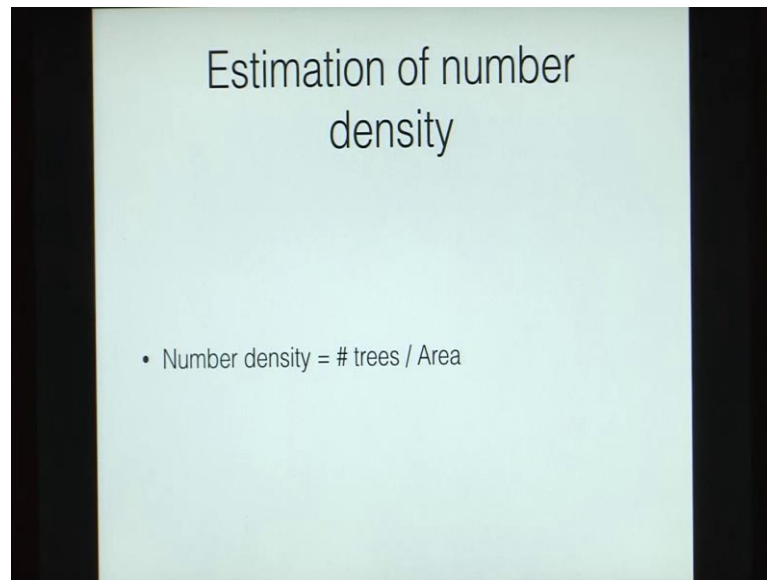 Estimation of number
density
• Number density = # trees / Area